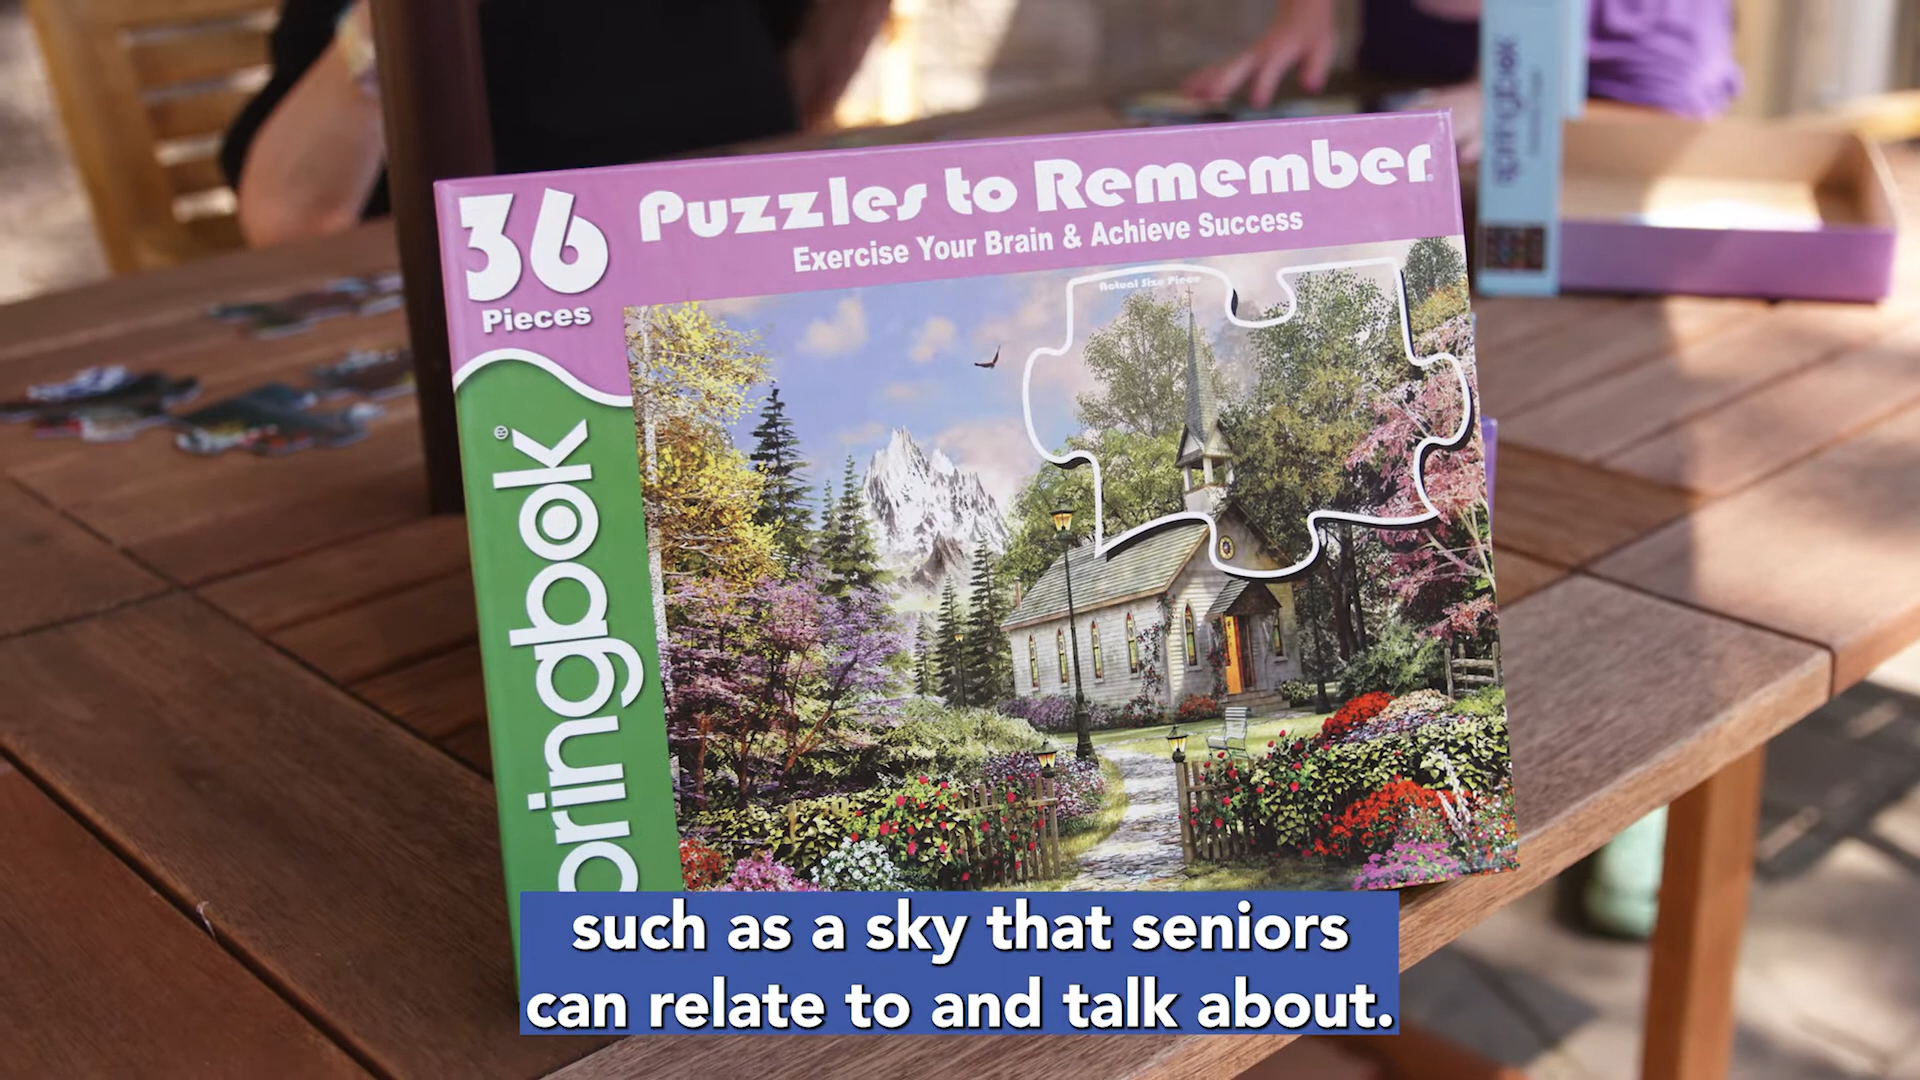 36
Pieces
Puzzles to Remember
Exercise Your Brain & Achieve Success
Actual Size Piece
pringbok®
springbok
such as a sky that seniors
can relate to and talk about.